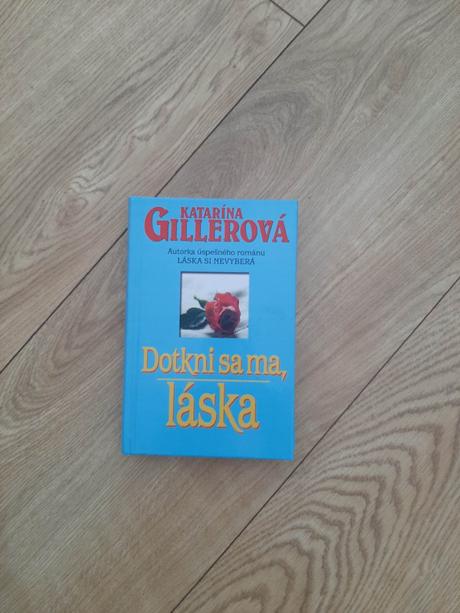 KATARÍNA
GILLEROVÁ
Autorka úspešného románu
LÁSKA SI NEVYBERÁ
Dotkni sa ma,
láska